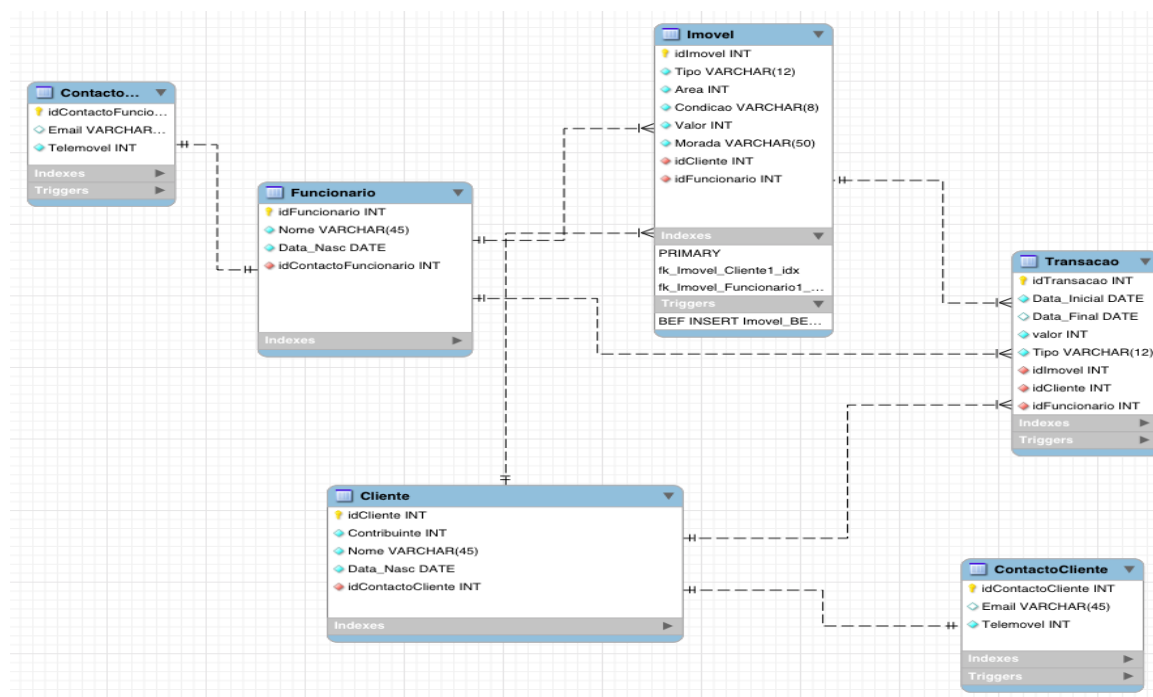 Contacto...
idContactoFuncio...
Email VARCHAR...
Telemovel INT
Indexes
Triggers
Funcionario
idFuncionario INT
Nome VARCHAR(45)
Data_Nasc DATE
idContactoFuncionario INT
Indexes
Imovel
idImovel INT
Tipo VARCHAR(12)
Area INT
Condicao VARCHAR(8)
Valor INT
Morada VARCHAR(50)
idCliente INT
idFuncionario INT
Indexes
PRIMARY
fk_Imovel_Cliente1_idx
fk_Imovel_Funcionario1_...
Triggers
BEF INSERT Imovel_BE...
Transacao
idTransacao INT
Data_Inicial DATE
Data_Final DATE
valor INT
Tipo VARCHAR(12)
idImovel INT
idCliente INT
idFuncionario INT
Indexes
Triggers
Cliente
idCliente INT
Contribuinte INT
Nome VARCHAR(45)
Data_Nasc DATE
idContactoCliente INT
Indexes
ContactoCliente
idContactoCliente INT
Email VARCHAR(45)
Telemovel INT
Indexes
Triggers